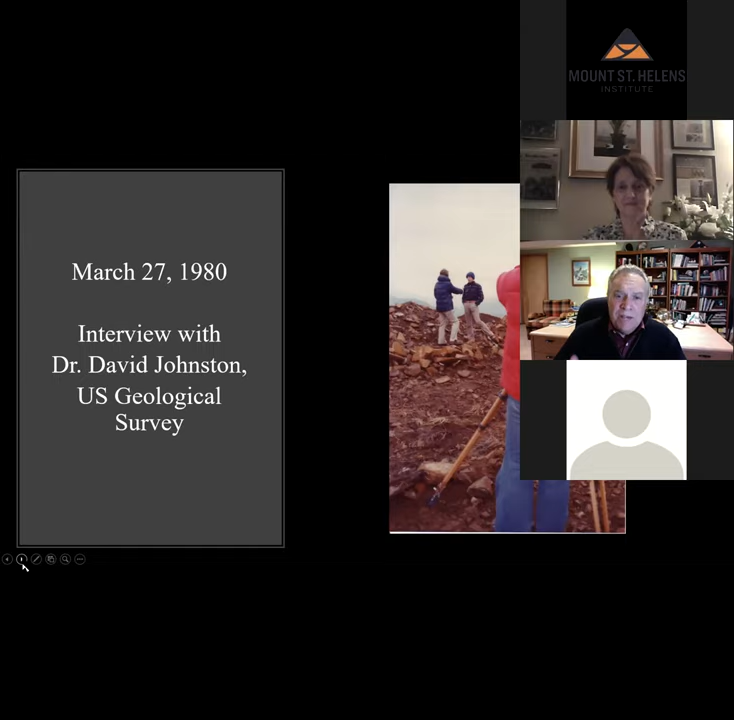 MOUNT ST. HELENS
INSTITUTE
March 27, 1980
Interview with
Dr. David Johnston,
US Geological
Survey